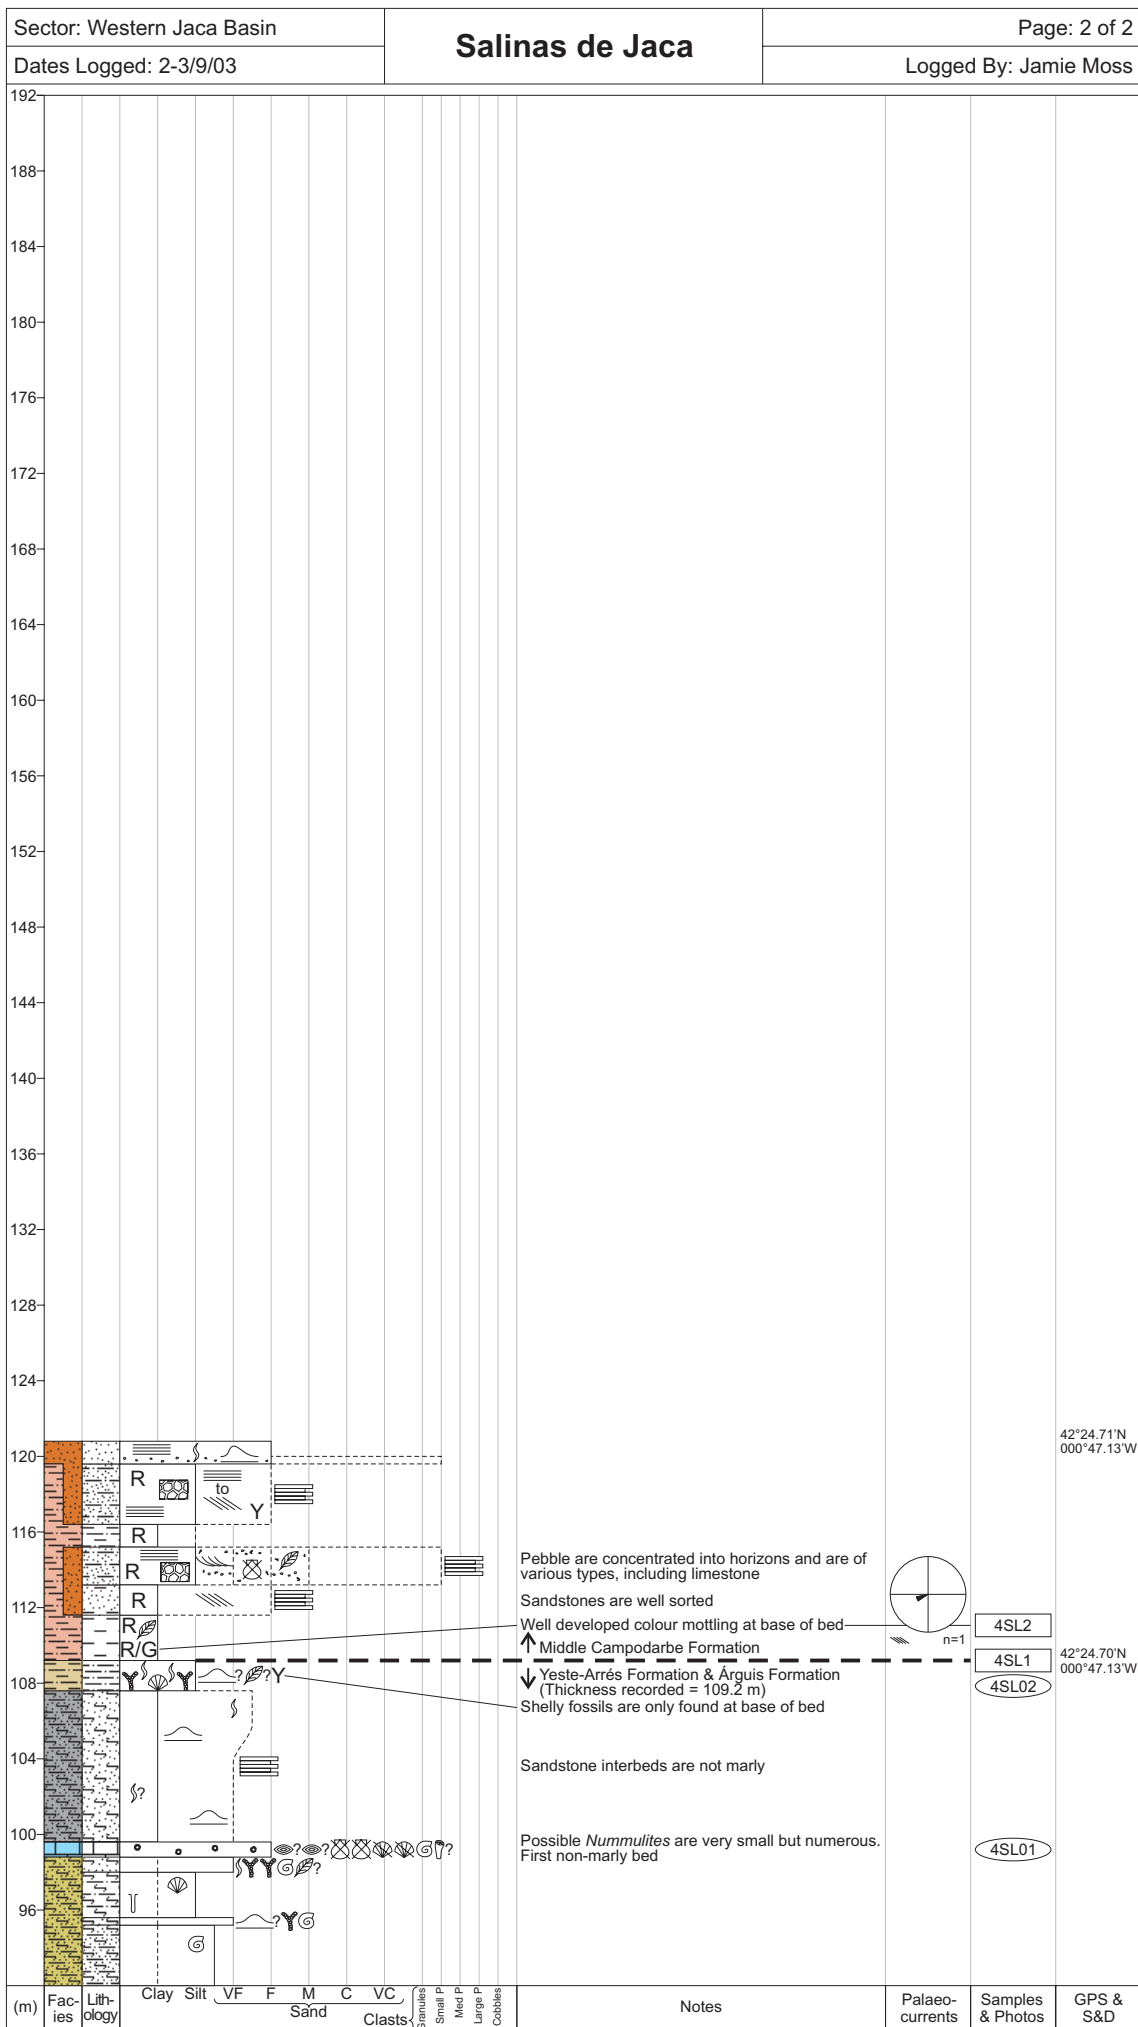 Sector: Western Jaca Basin
Salinas de Jaca
Page: 2 of 2
Dates Logged: 2-3/9/03
Logged By: Jamie Moss
192
188
184
180
176
172
168
164
160
156
152
148
144
140
136
132
128
124
42°24.71'N
120
000°47.13'W
R
to
Y
116
R
Pebble are concentrated into horizons and are of
various types, including limestone
R
Sandstones are well sorted
112
R
Well developed colour mottling at base of bed
4SL2
R
R/G
Middle Campodarbe Formation
n=1
4SL1
42°24.70'N
000°47.13'W
108
? ?Y
Yeste-Arrés Formation & Árguis Formation
(Thickness recorded = 109.2 m)
4SL02
Shelly fossils are only found at base of bed
104
Sandstone interbeds are not marly
?
100
? ? ?
Possible Nummulites are very small but numerous.
First non-marly bed
4SL01
?
96
?
(m)
Fac-
ies
Lith-
ology
Clay Silt VF F M C VC
Sand
Clasts
Granules
Small P
Med P
Large P
Cobbles
Notes
Palaeo-
currents
Samples
& Photos
GPS &
S&D